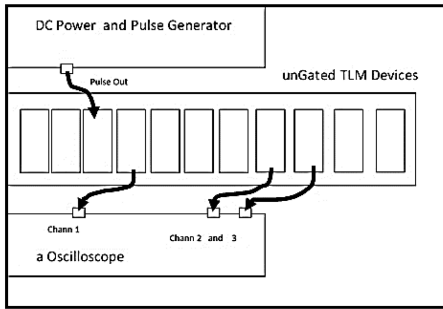 DC Power and Pulse Generator
Pulse Out
unGated TLM Devices
Chann 1
Chann 2 and 3
a Oscilloscope